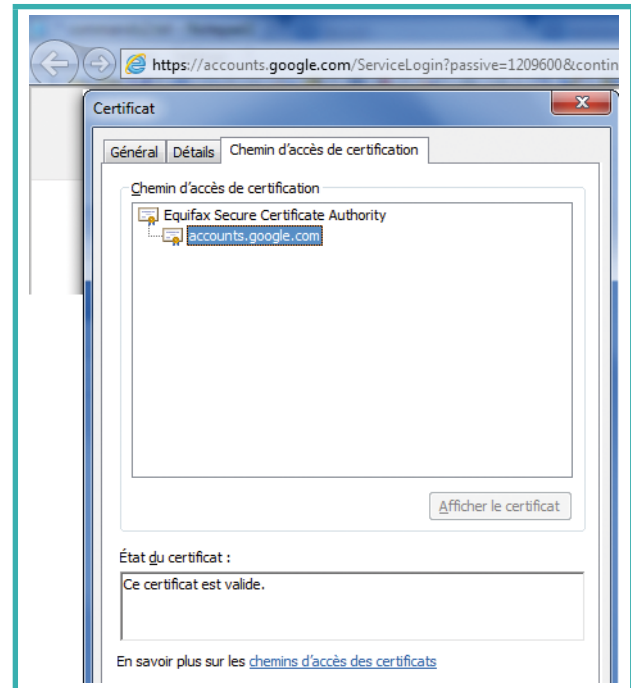 https://accounts.google.com/ServiceLogin?passive=1209600&contin
Certificat
Général Détails Chemin d'accès de certification
Chemin d'accès de certification
Equifax Secure Certificate Authority
accounts.google.com
Afficher le certificat
État du certificat :
Ce certificat est valide.
En savoir plus sur les chemins d'accès des certificats